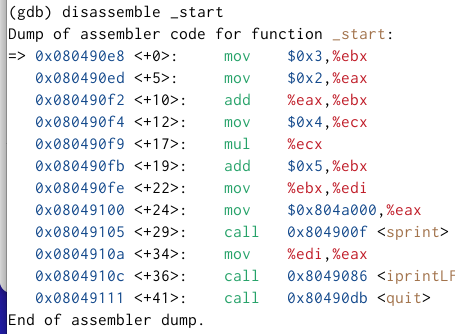 (gdb) disassemble _start
Dump of assembler code for function _start:
=> 0x080490e8 <+0>:     mov    $0x3,%ebx
   0x080490ed <+5>:     mov    $0x2,%eax
   0x080490f2 <+10>:    add    %eax,%ebx
   0x080490f4 <+12>:    mov    $0x4,%ecx
   0x080490f9 <+17>:    mul    %ecx
   0x080490fb <+19>:    add    $0x5,%ebx
   0x080490fe <+22>:    mov    %ebx,%edi
   0x08049100 <+24>:    mov    $0x804a000,%eax
   0x08049105 <+29>:    call   0x804900f <sprint>
   0x0804910a <+34>:    mov    %edi,%eax
   0x0804910c <+36>:    call   0x8049086 <iprintLF
   0x08049111 <+41>:    call   0x80490db <quit>
End of assembler dump.